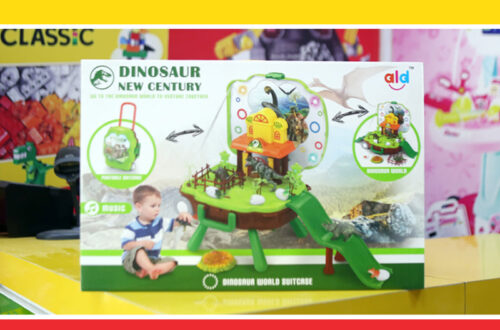 CLASSIC
DINOSAUR
NEW CENTURY
GO TO THE DINOSAUR WORLD TO VENTURE TOGETHER
ald
PORTABLE SUITCASE
DINOSAUR WORLD
MUSIC
DINOSAUR WORLD SUITCASE